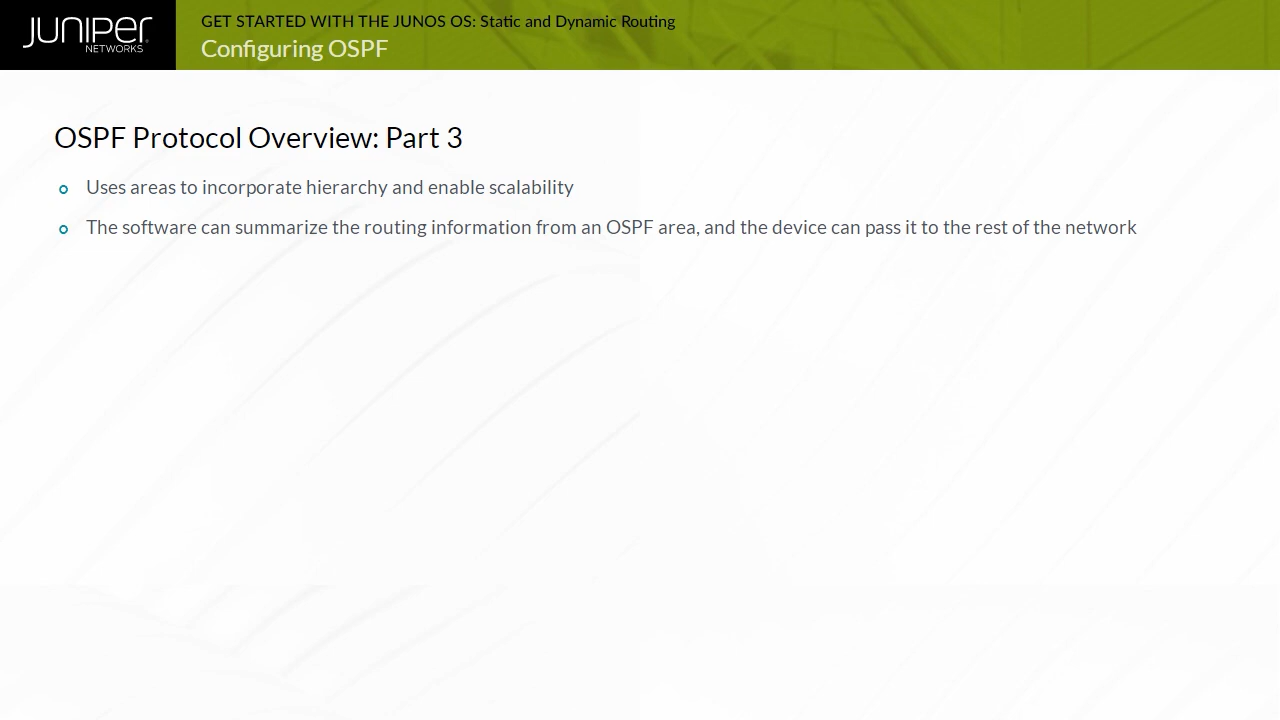 JUNIPER
NETWORKS
GET STARTED WITH THE JUNOS OS: Static and Dynamic Routing
Configuring OSPF
OSPF Protocol Overview: Part 3
Uses areas to incorporate hierarchy and enable scalability
The software can summarize the routing information from an OSPF area, and the device can pass it to the rest of the network